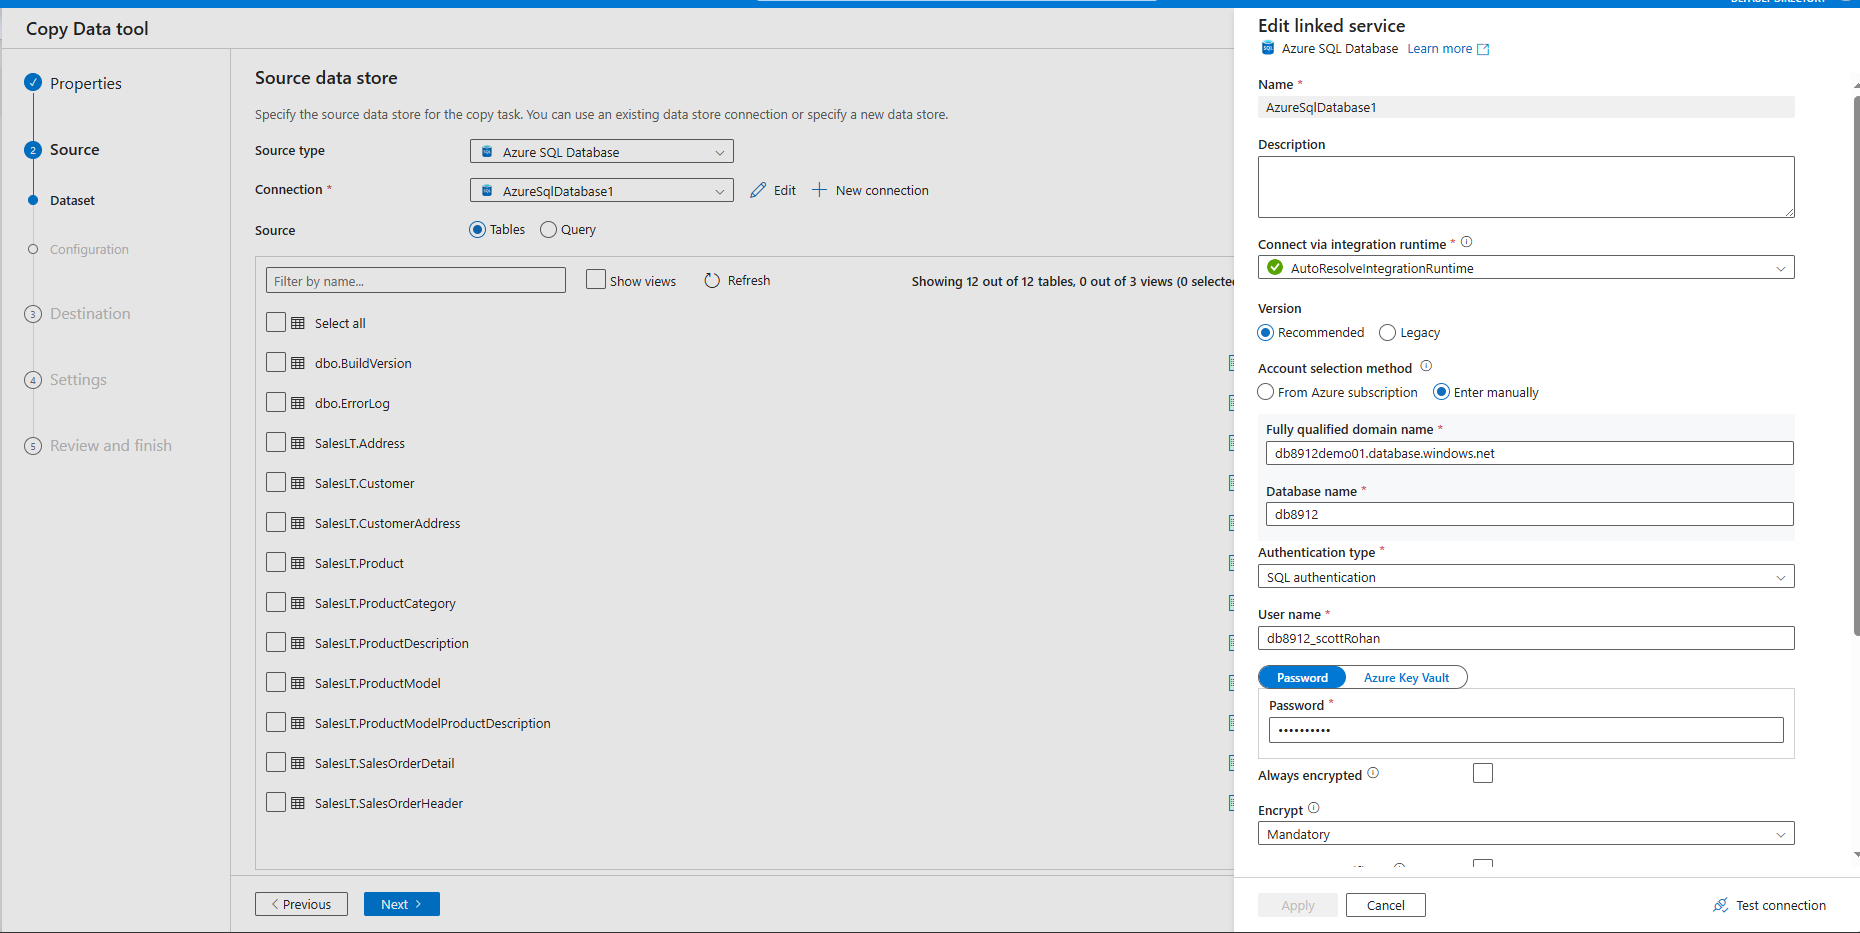 Copy Data tool
Properties
2 Source
Dataset
Configuration
3 Destination
4 Settings
5 Review and finish
Source data store
Specify the source data store for the copy task. You can use an existing data store connection or specify a new data store.
Source type
Azure SQL Database
Connection *
AzureSqlDatabase1
Edit
New connection
Source
Tables
Query
Filter by name...
Show views
Refresh
Showing 12 out of 12 tables, 0 out of 3 views (0 selecte
Select all
dbo.BuildVersion
dbo.ErrorLog
SalesLT.Address
SalesLT.Customer
SalesLT.CustomerAddress
SalesLT.Product
SalesLT.ProductCategory
SalesLT.ProductDescription
SalesLT.ProductModel
SalesLT.ProductModelProductDescription
SalesLT.SalesOrderDetail
SalesLT.SalesOrderHeader
Previous
Next
DEFAULT DIRECTORY
Edit linked service
Azure SQL Database Learn more
Name *
AzureSqlDatabase1
Description
Connect via integration runtime *
AutoResolveIntegrationRuntime
Version
Recommended
Legacy
Account selection method
From Azure subscription
Enter manually
Fully qualified domain name *
db8912demo01.database.windows.net
Database name *
db8912
Authentication type *
SQL authentication
User name *
db8912_scottRohan
Password
Azure Key Vault
Password *
••••••••••
Always encrypted
Encrypt
Mandatory
Apply
Cancel
Test connection